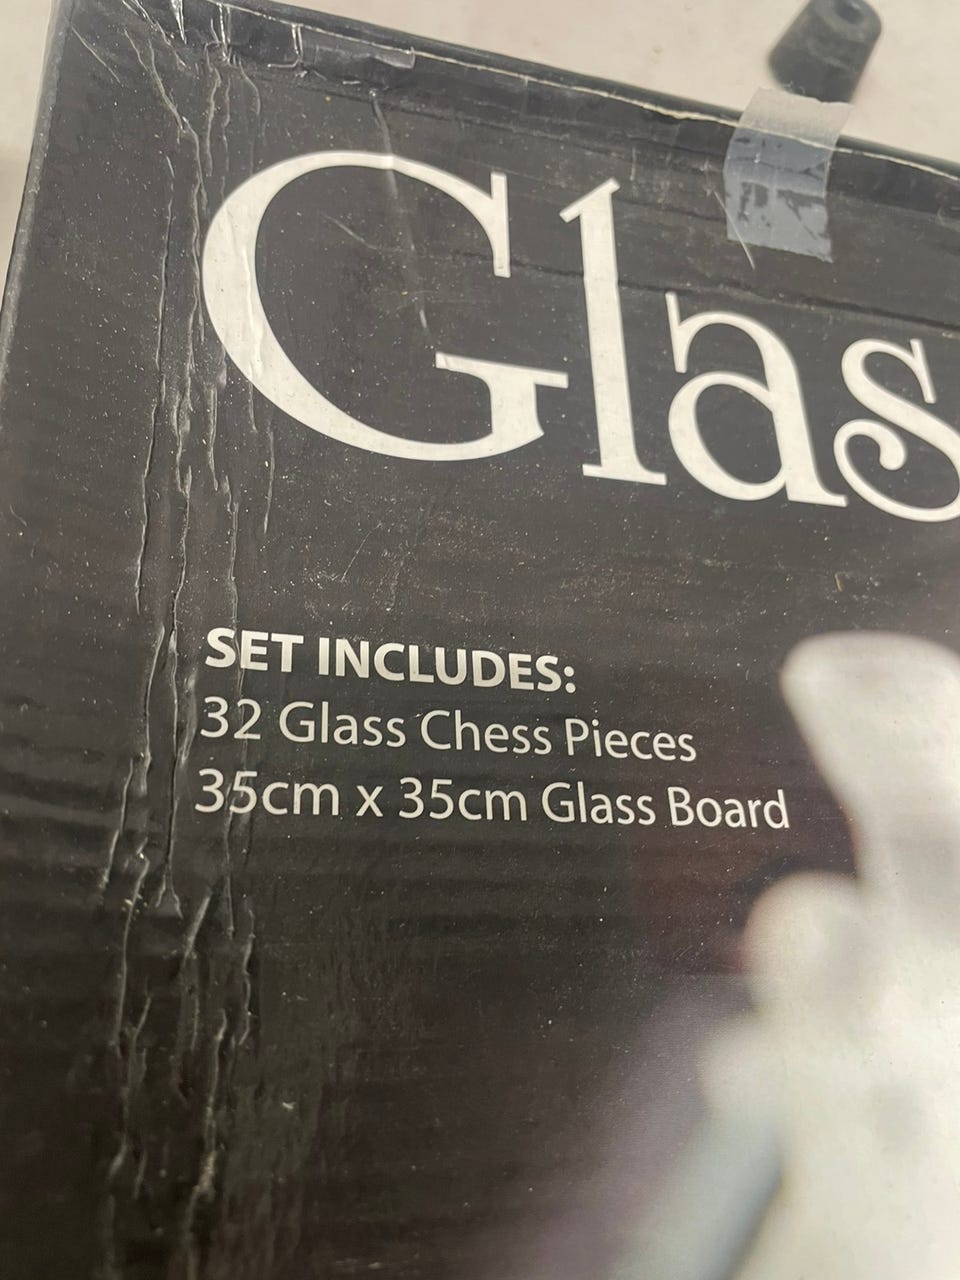 Glas
SET INCLUDES:
32 Glass Chess Pieces
35cm x 35cm Glass Board